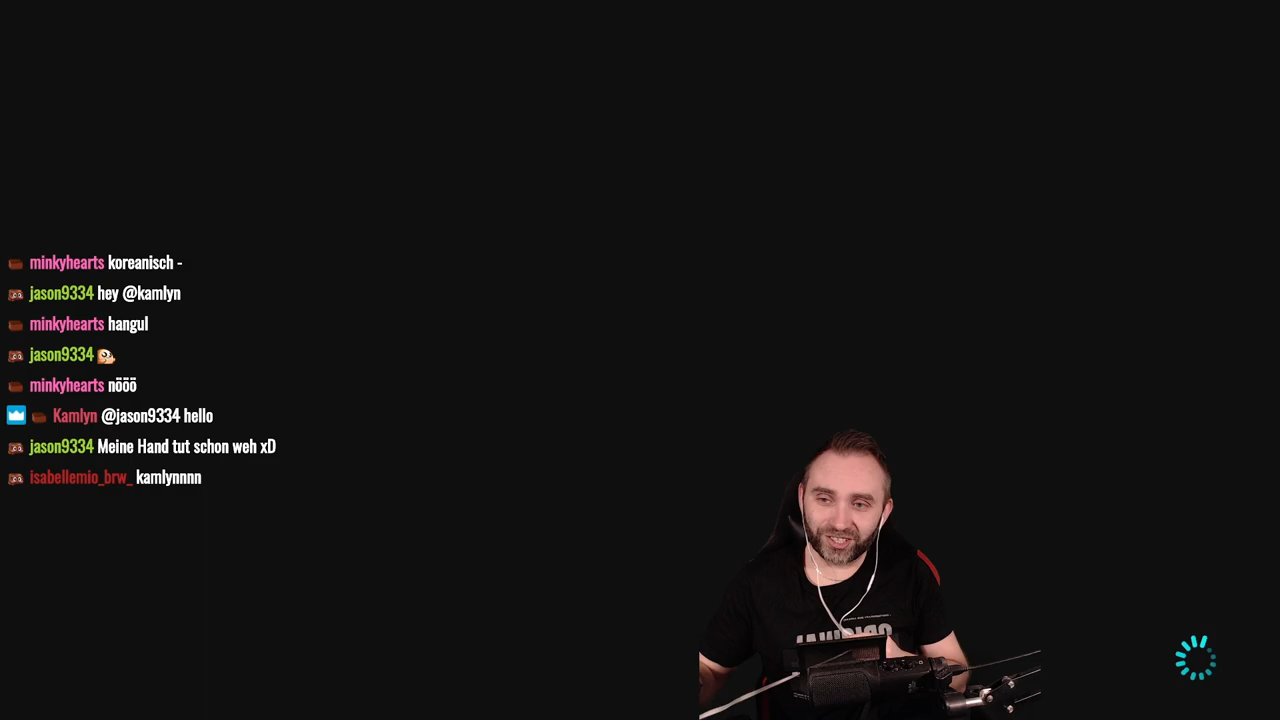 minkyhearts koreanisch -
jason9334 hey @kamlyn
minkyhearts hangul
jason9334
minkyhearts nööö
Kamlyn @jason9334 hello
jason9334 Meine Hand tut schon weh xD
isabellemio_brw_ kamlynnnn
ORIGINAL